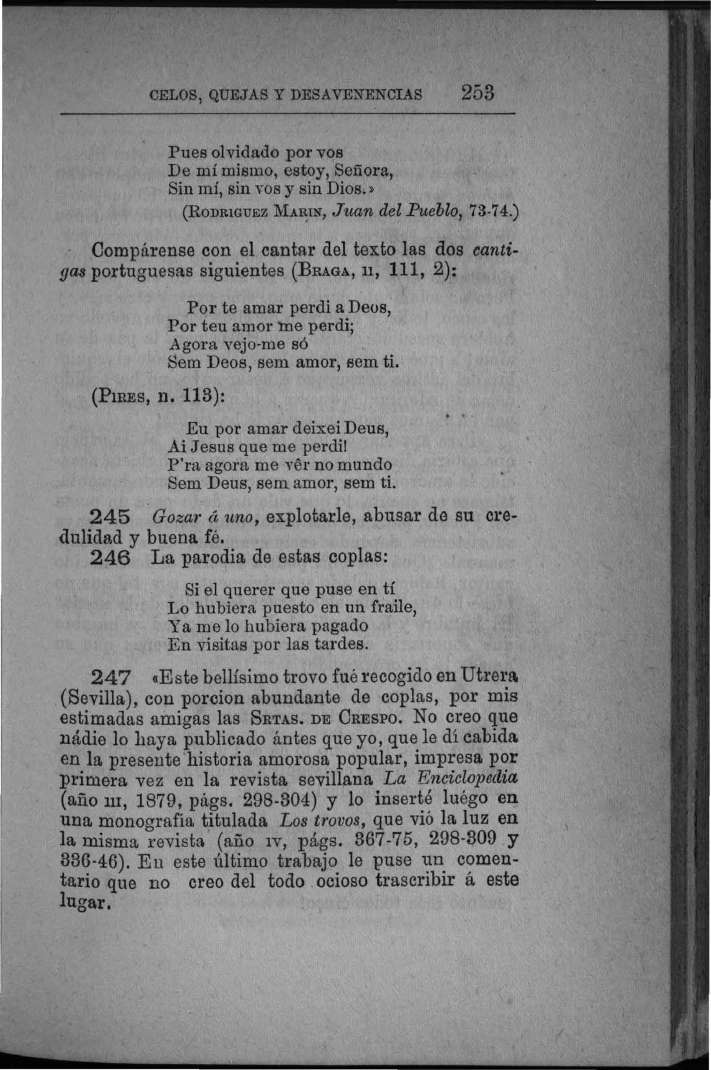 CELOS, QUEJAS Y DESAVENENCIAS 253
Pues olvidado por vos
De mí mismo, estoy, Señora,
Sin mí, sin vos y sin Dios.»
(RODRIGUEZ MARIN, Juan del Pueblo, 73-74.)
Compárense con el cantar del texto las dos canti-
gas portuguesas siguientes (BRAGA, II, 111, 2):
Por te amar perdi a Deos,
Por teu amor me perdi;
Agora vejo-me só
Sem Deos, sem amor, sem ti.
(PIRES, n. 113):
Eu por amar deixei Deus,
Ai Jesus que me perdi!
P'ra agora me vêr no mundo
Sem Deus, sem amor, sem ti.
245 Gozar á uno, explotarle, abusar de su cre-
dulidad y buena fé.
246 La parodia de estas coplas:
Si el querer que puse en tí
Lo hubiera puesto en un fraile,
Ya me lo hubiera pagado
En visitas por las tardes.
247 «Este bellísimo trovo fué recogido en Utrera
(Sevilla), con porcion abundante de coplas, por mis
estimadas amigas las SRTAS. DE CRESPO. No creo que
nádie lo haya publicado ántes que yo, que le dí cabida
en la presente historia amorosa popular, impresa por
primera vez en la revista sevillana La Enciclopedia
(año III, 1879, págs. 298-304) y lo inserté luégo en
una monografía titulada Los trovos, que vió la luz en
la misma revista (año IV, págs. 367-75, 298-309 y
336-46). En este último trabajo le puse un comen-
tario que no creo del todo ocioso trascribir á este
lugar.